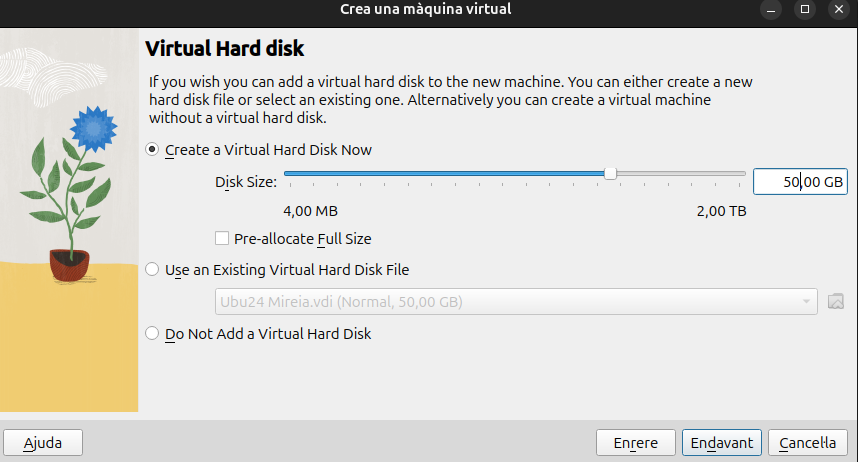 Crea una màquina virtual
Virtual Hard disk
If you wish you can add a virtual hard disk to the new machine. You can either create a new
hard disk file or select an existing one. Alternatively you can create a virtual machine
without a virtual hard disk.
Create a Virtual Hard Disk Now
Disk Size:
50,00 GB
4,00 MB
2,00 TB
Pre-allocate Full Size
Use an Existing Virtual Hard Disk File
Ubu24 Mireia.vdi (Normal, 50,00 GB)
Do Not Add a Virtual Hard Disk
Ajuda
Enrere
Endavant
Cancel·la